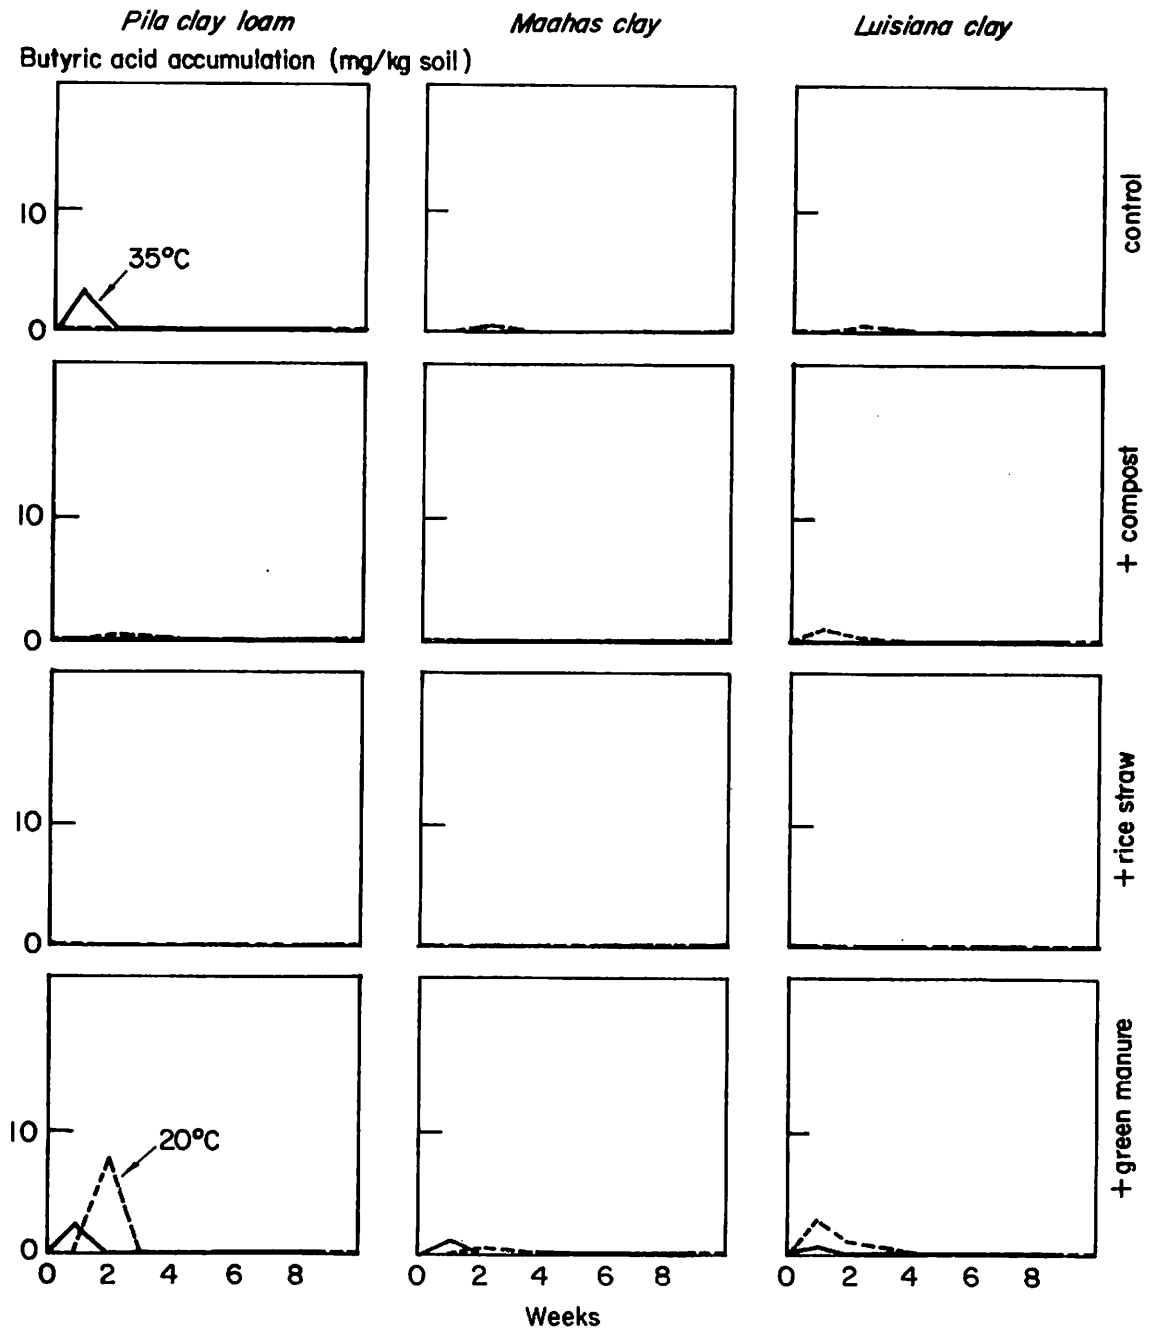 Pila clay loam Maahas clay Luisiana clay
Butyric acid accumulation (mg/kg soil)
10
35°C
0
control
10
0
+ compost
10
0
+ rice straw
10
20°C
0
+ green manure
0 2 4 6 8 0 2 4 6 8 0 2 4 6 8
Weeks